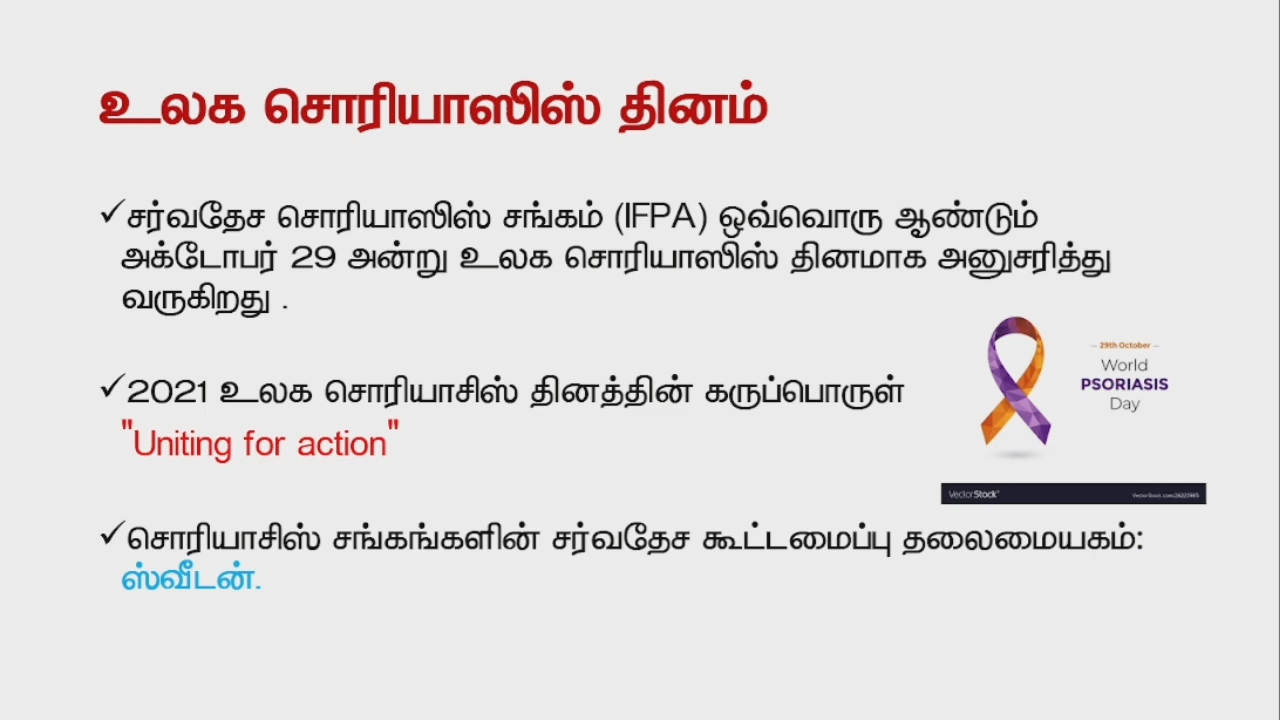 உலக சொரியாஸிஸ் தினம்
✓சர்வதேச சொரியாஸிஸ் சங்கம் (IFPA) ஒவ்வொரு ஆண்டும்
அக்டோபர் 29 அன்று உலக சொரியாஸிஸ் தினமாக அனுசரித்து
வருகிறது .
– 29th October –
World
PSORIASIS
Day
✓2021 உலக சொரியாசிஸ் தினத்தின் கருப்பொருள்
"Uniting for action"
VectorStock®
✓சொரியாசிஸ் சங்கங்களின் சர்வதேச கூட்டமைப்பு தலைமையகம்:
ஸ்வீடன்.